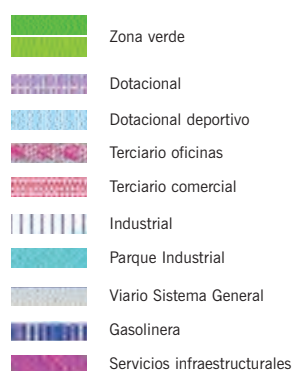 Zona verde
Dotacional
Dotacional deportivo
Terciario oficinas
Terciario comercial
Industrial
Parque Industrial
Viario Sistema General
Gasolinera
Servicios infraestructurales